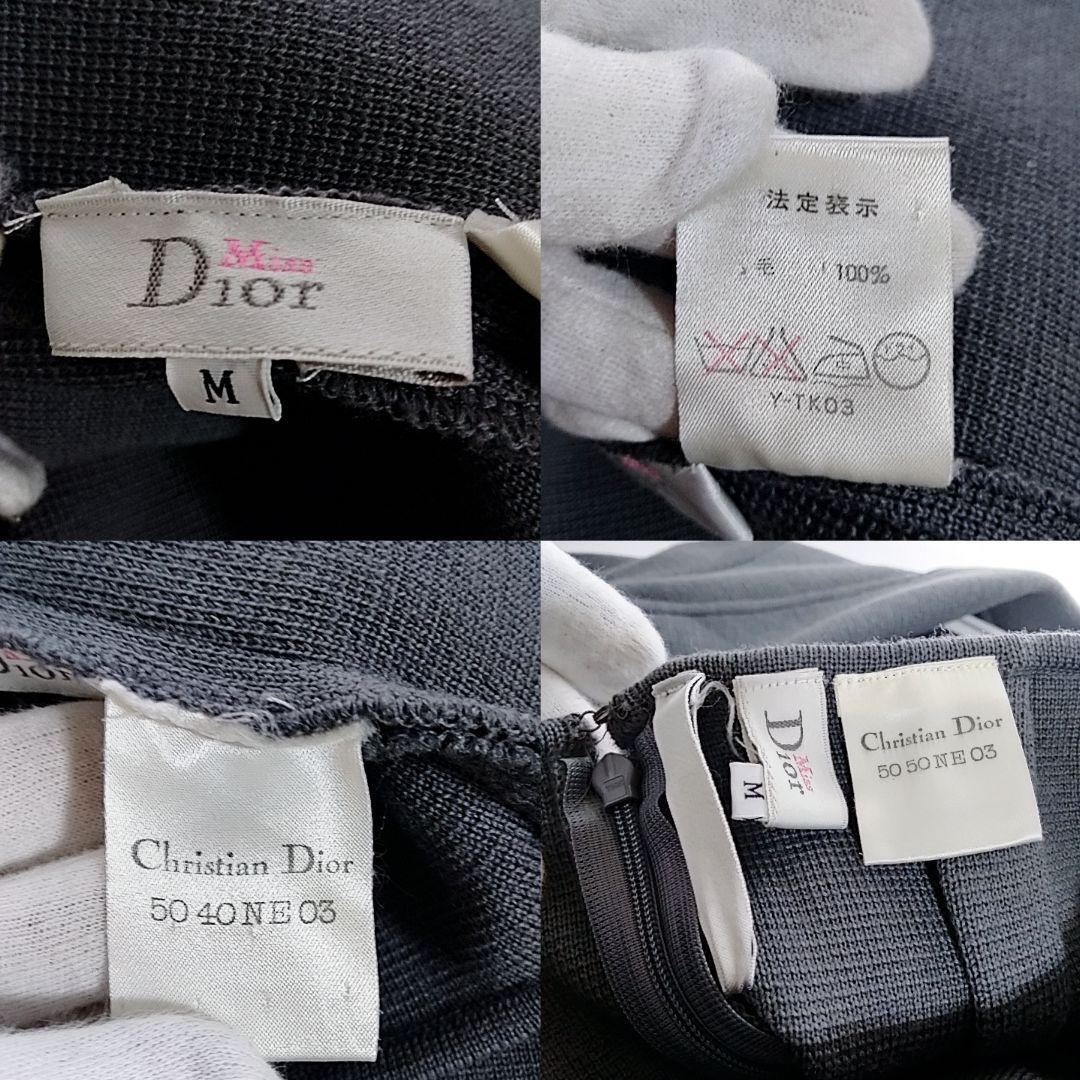 Miss
Dior
M
法定表示
毛 100%
Y-TK03
Dior
Christian Dior
50 40 NE 03
Miss
Dior
M
Christian Dior
50 50 NE 03